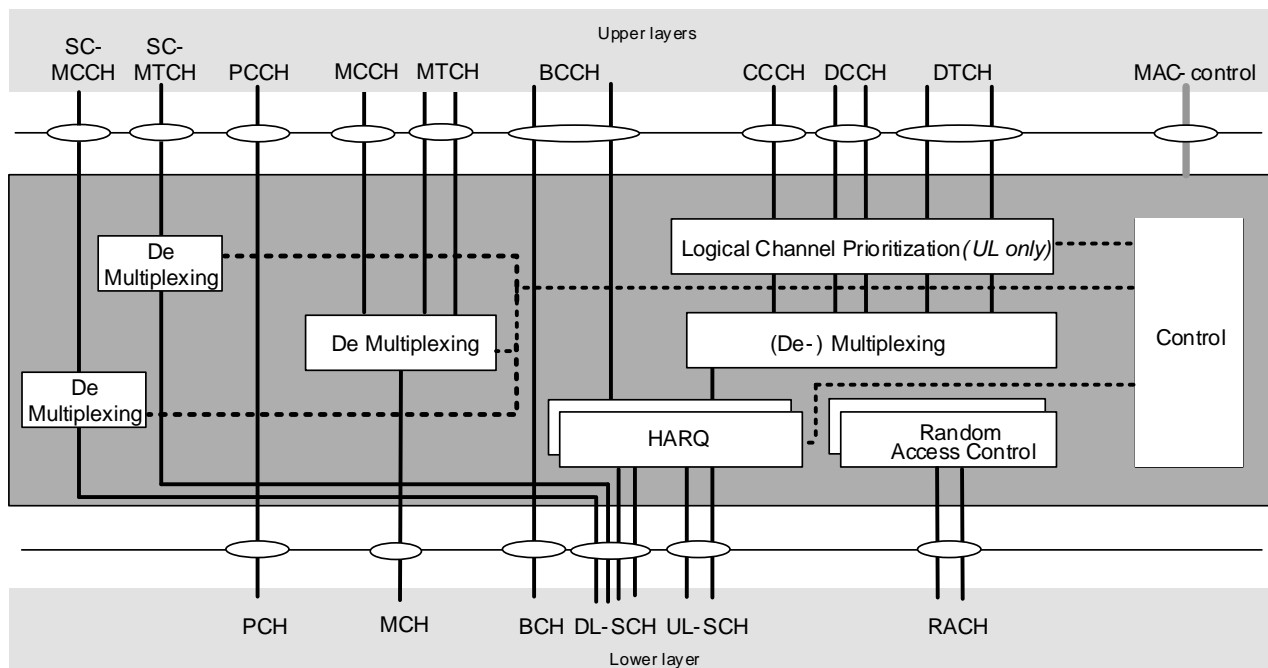 Upper layers
SC-
MCCH
SC-
MTCH
PCCH
MCCH
MTCH
BCCH
CCCH
DCCH
DTCH
MAC- control
Logical Channel Prioritization (UL only)
De
Multiplexing
De Multiplexing
(De- ) Multiplexing
Control
De
Multiplexing
HARQ
Random
Access Control
PCH
MCH
BCH
DL- SCH
UL- SCH
RACH
Lower layer